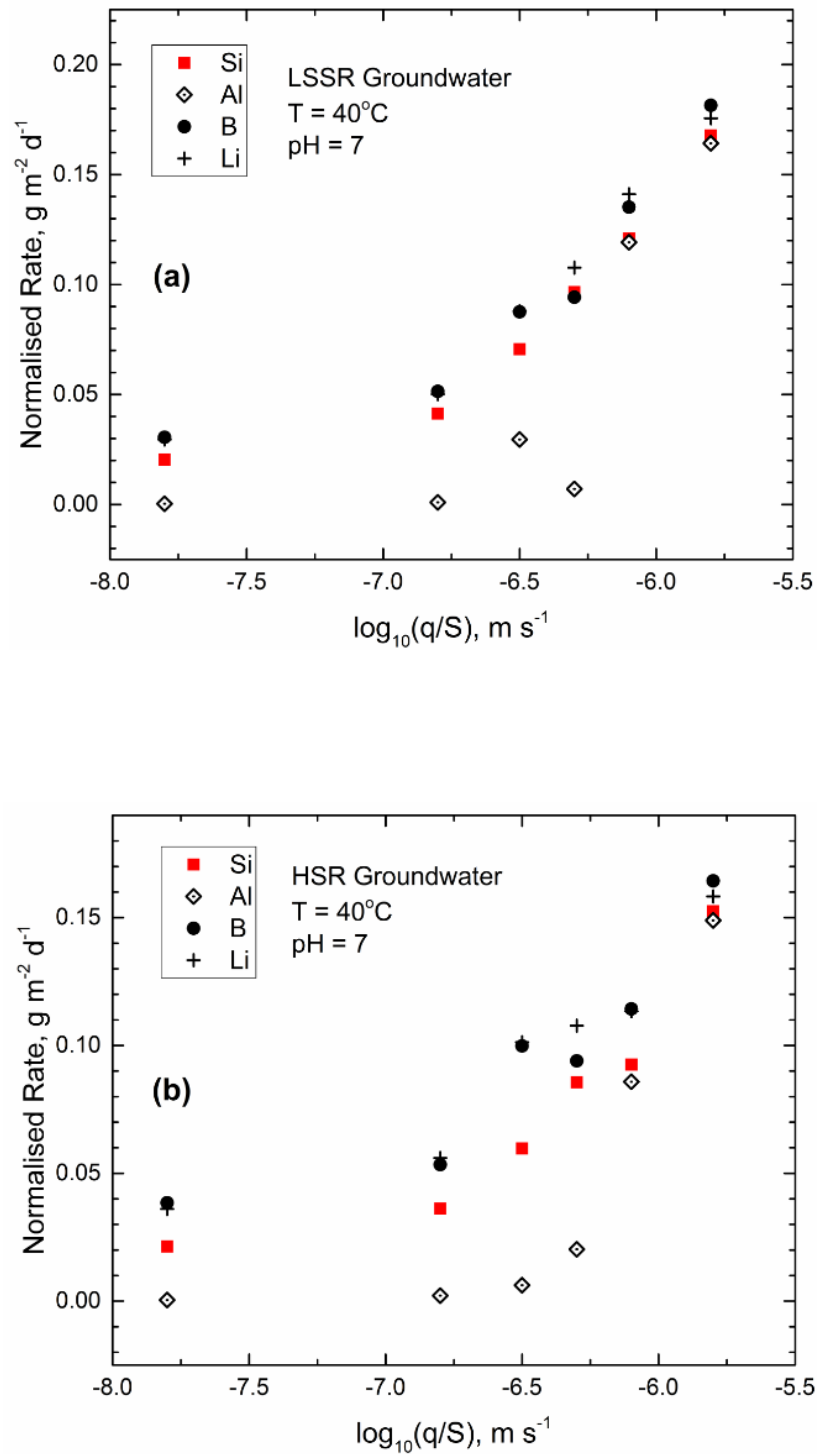 Si
Al
B
Li
LSSR Groundwater
T = 40°C
pH = 7
(a)
Normalised Rate, g m⁻² d⁻¹
0.20
0.15
0.10
0.05
0.00
-8.0 -7.5 -7.0 -6.5 -6.0 -5.5
log₁₀(q/S), m s⁻¹
Si
Al
B
Li
HSR Groundwater
T = 40°C
pH = 7
(b)
Normalised Rate, g m⁻² d⁻¹
0.15
0.10
0.05
0.00
-8.0 -7.5 -7.0 -6.5 -6.0 -5.5
log₁₀(q/S), m s⁻¹